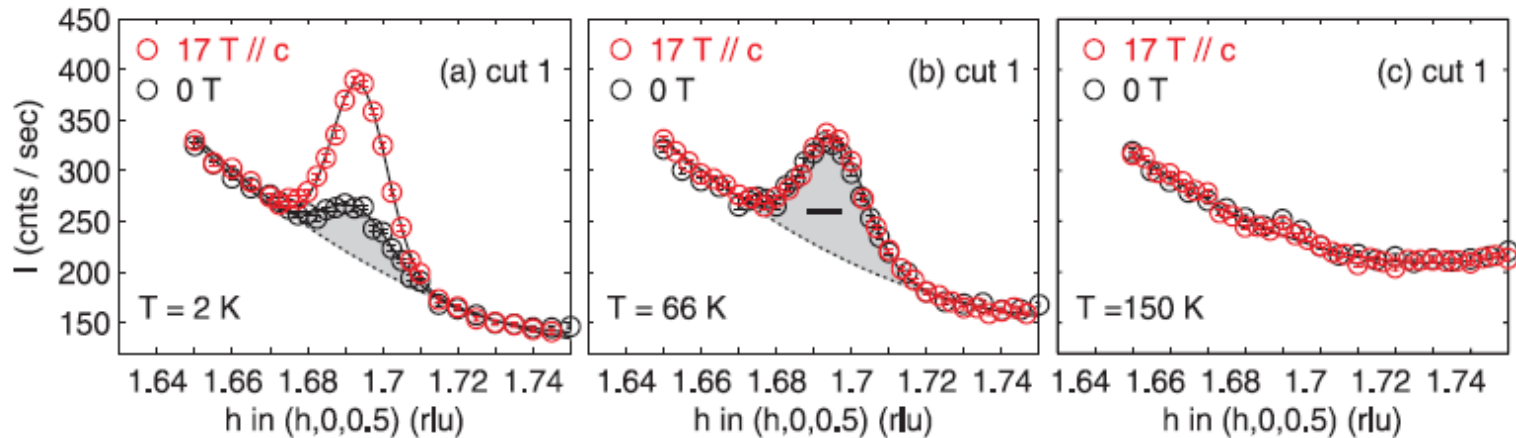 450
400
350
300
250
200
150
I (cnts / sec)
17 T // c
0 T
(a) cut 1
T = 2 K
1.64 1.66 1.68 1.7 1.72 1.74
h in (h,0,0.5) (rlu)
17 T // c
0 T
(b) cut 1
T = 66 K
1.64 1.66 1.68 1.7 1.72 1.74
h in (h,0,0.5) (rlu)
17 T // c
0 T
(c) cut 1
T =150 K
1.64 1.66 1.68 1.7 1.72 1.74
h in (h,0,0.5) (rlu)